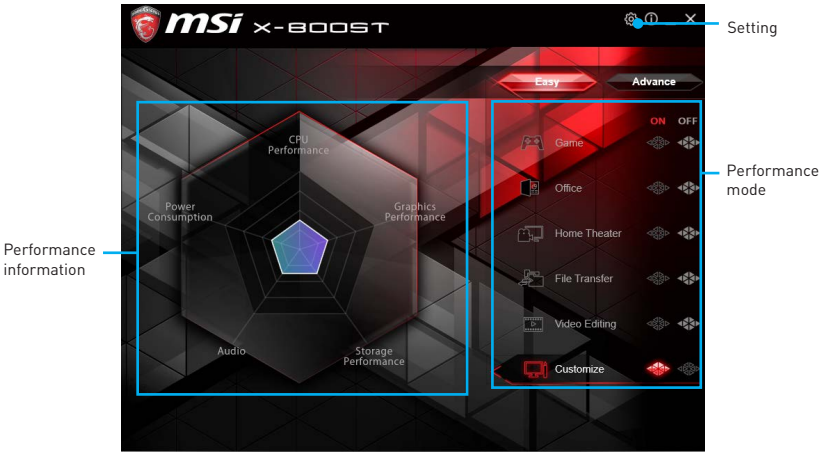 msi X-BOOST
Setting
Easy
Advance
ON OFF
CPU
Performance
Graphics
Performance
Storage
Performance
Audio
Power
Consumption
Game
Office
Home Theater
File Transfer
Video Editing
Customize
Performance
mode
Performance
information